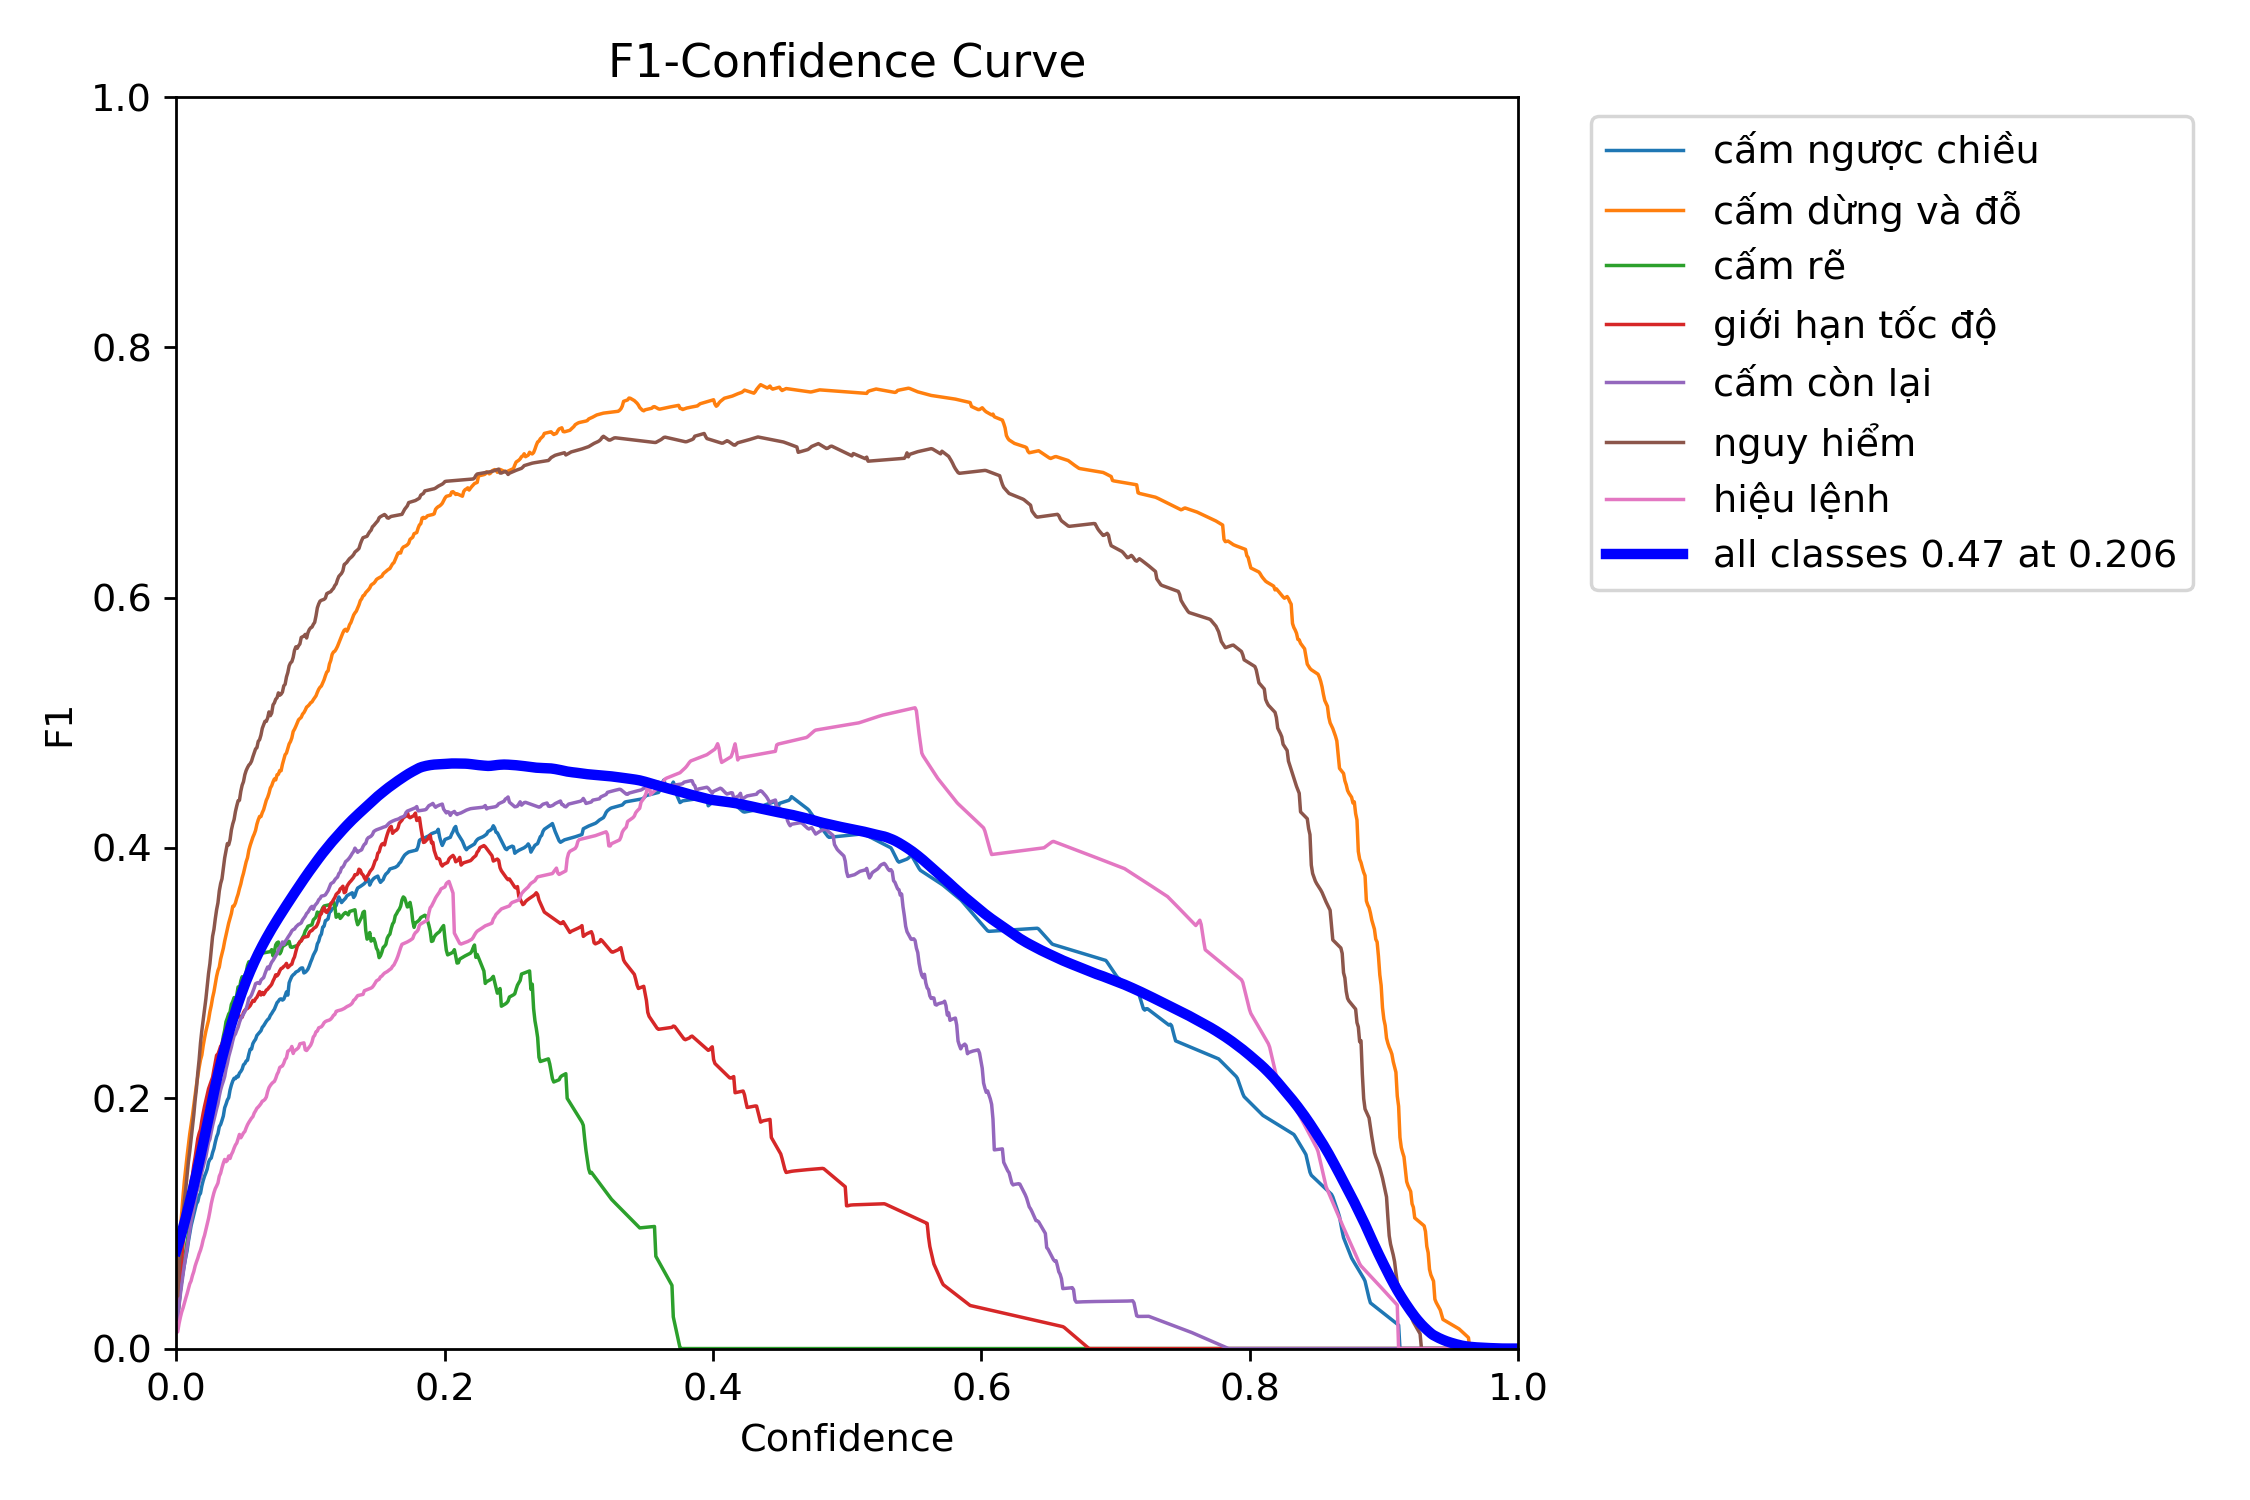 F1-Confidence Curve
1.0
0.8
0.6
0.4
0.2
0.0
F1
0.0 0.2 0.4 0.6 0.8 1.0
Confidence
cấm ngược chiều
cấm dừng và đỗ
cấm rẽ
giới hạn tốc độ
cấm còn lại
nguy hiểm
hiệu lệnh
all classes 0.47 at 0.206